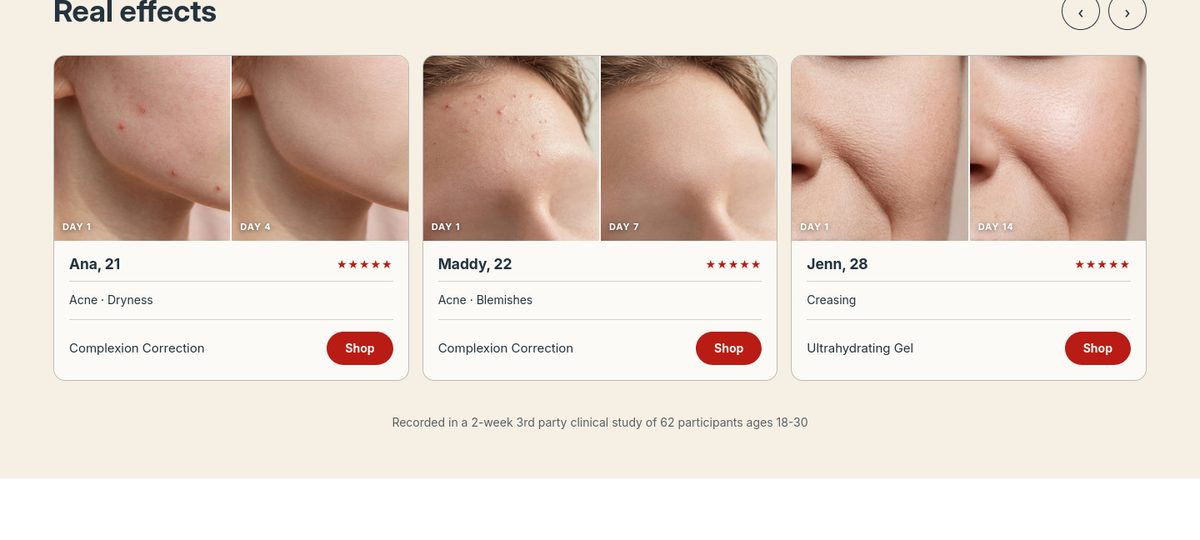 Real effects
‹ ›
DAY 1
DAY 4
Ana, 21 ★★★★★
Acne · Dryness
Complexion Correction
Shop
DAY 1
DAY 7
Maddy, 22 ★★★★★
Acne · Blemishes
Complexion Correction
Shop
DAY 1
DAY 14
Jenn, 28 ★★★★★
Creasing
Ultrahydrating Gel
Shop
Recorded in a 2-week 3rd party clinical study of 62 participants ages 18-30